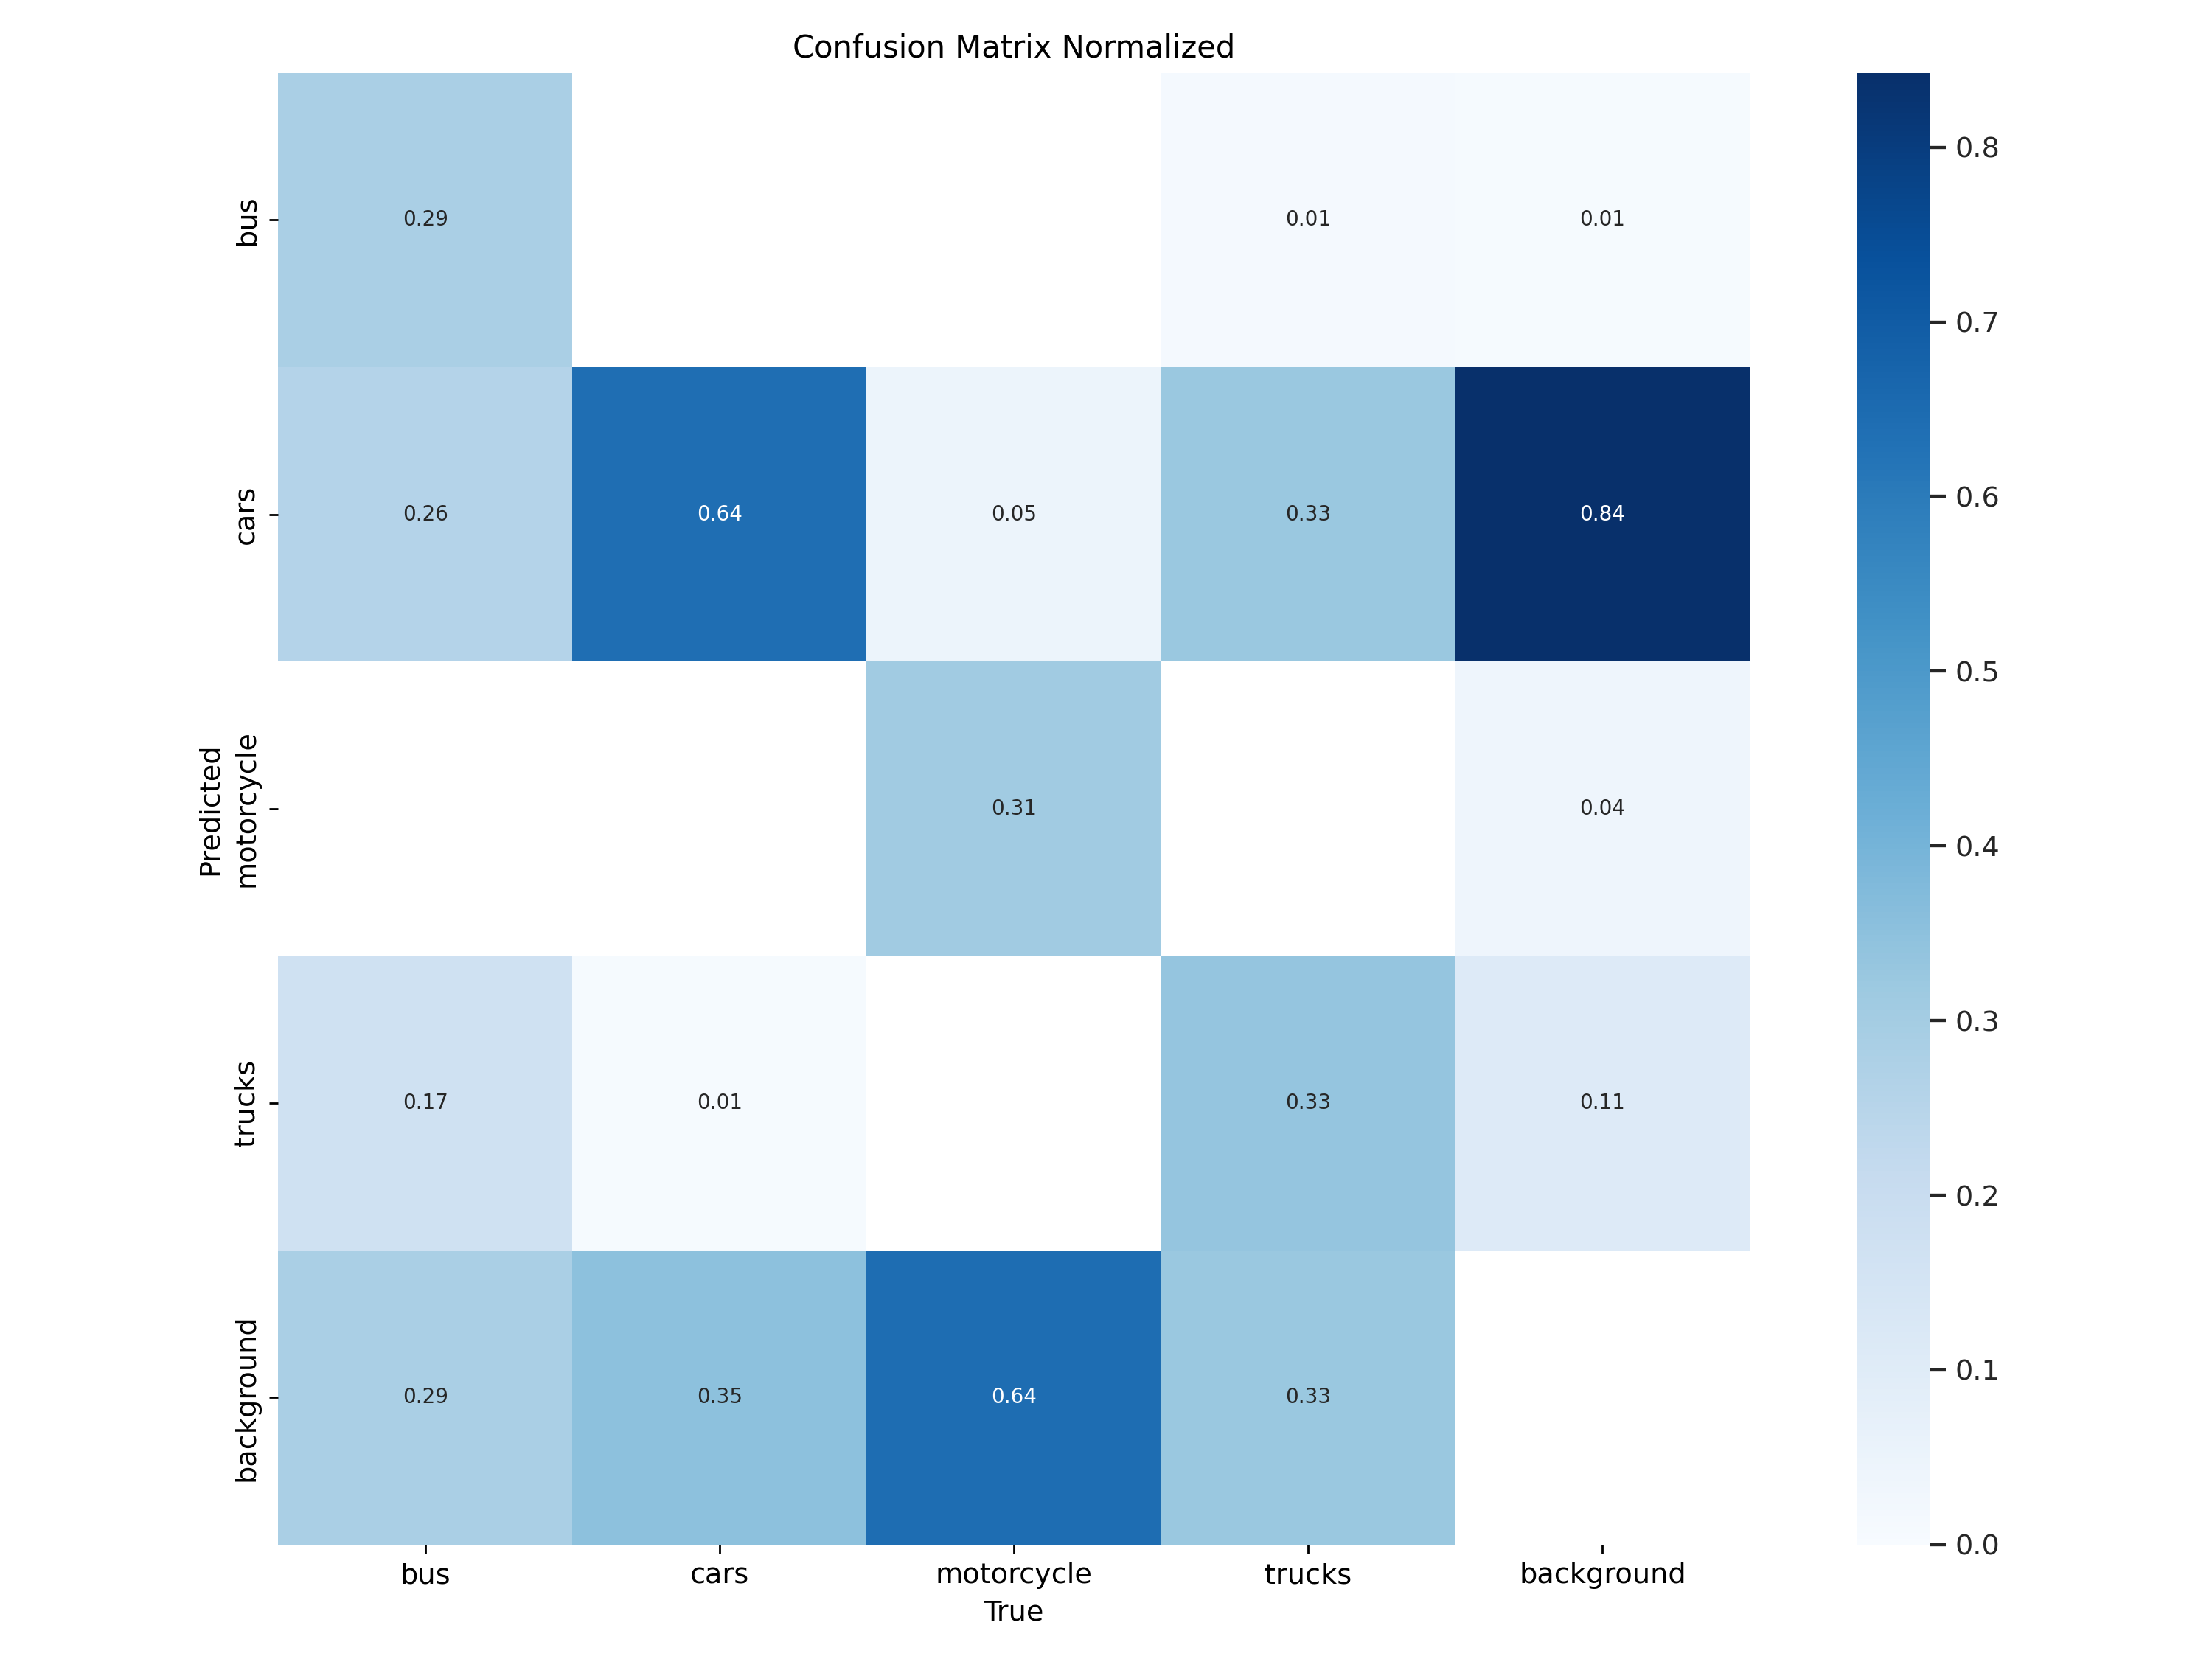 Confusion Matrix Normalized
bus
0.29
0.01
0.01
0.8
0.7
cars
0.26
0.64
0.05
0.33
0.84
0.6
0.5
Predicted
motorcycle
0.31
0.04
0.4
0.3
trucks
0.17
0.01
0.33
0.11
0.2
background
0.29
0.35
0.64
0.33
0.1
0.0
bus
cars
motorcycle
trucks
background
True